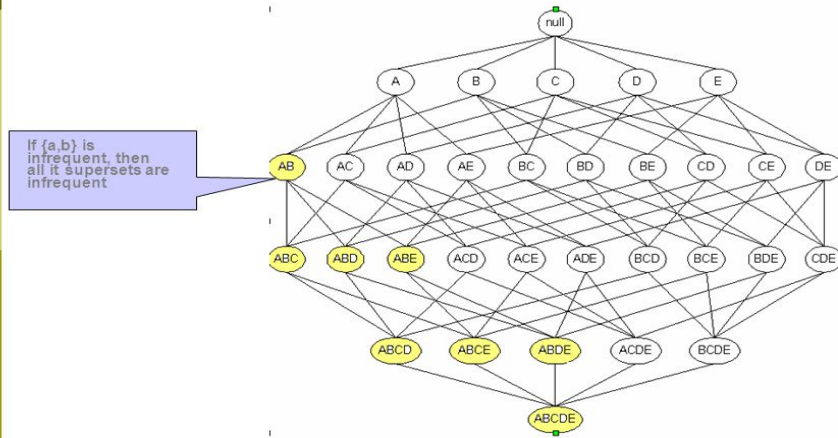 null
A B C D E
If {a,b} is
infrequent, then
all it supersets are
infrequent
AB AC AD AE BC BD BE CD CE DE
ABC ABD ABE ACD ACE ADE BCD BCE BDE CDE
ABCD ABCE ABDE ACDE BCDE
ABCDE